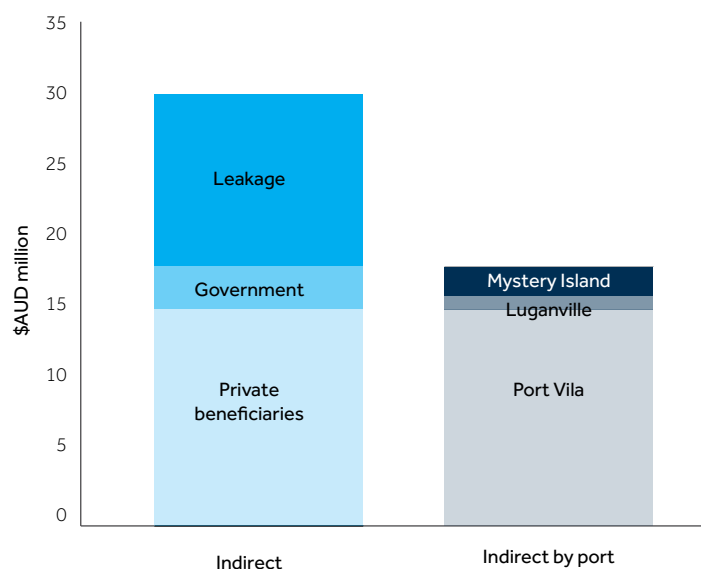 35
30
25
20
15
10
5
0
$AUD million
Leakage
Government
Private
beneficiaries
Mystery Island
Luganville
Port Vila
Indirect
Indirect by port